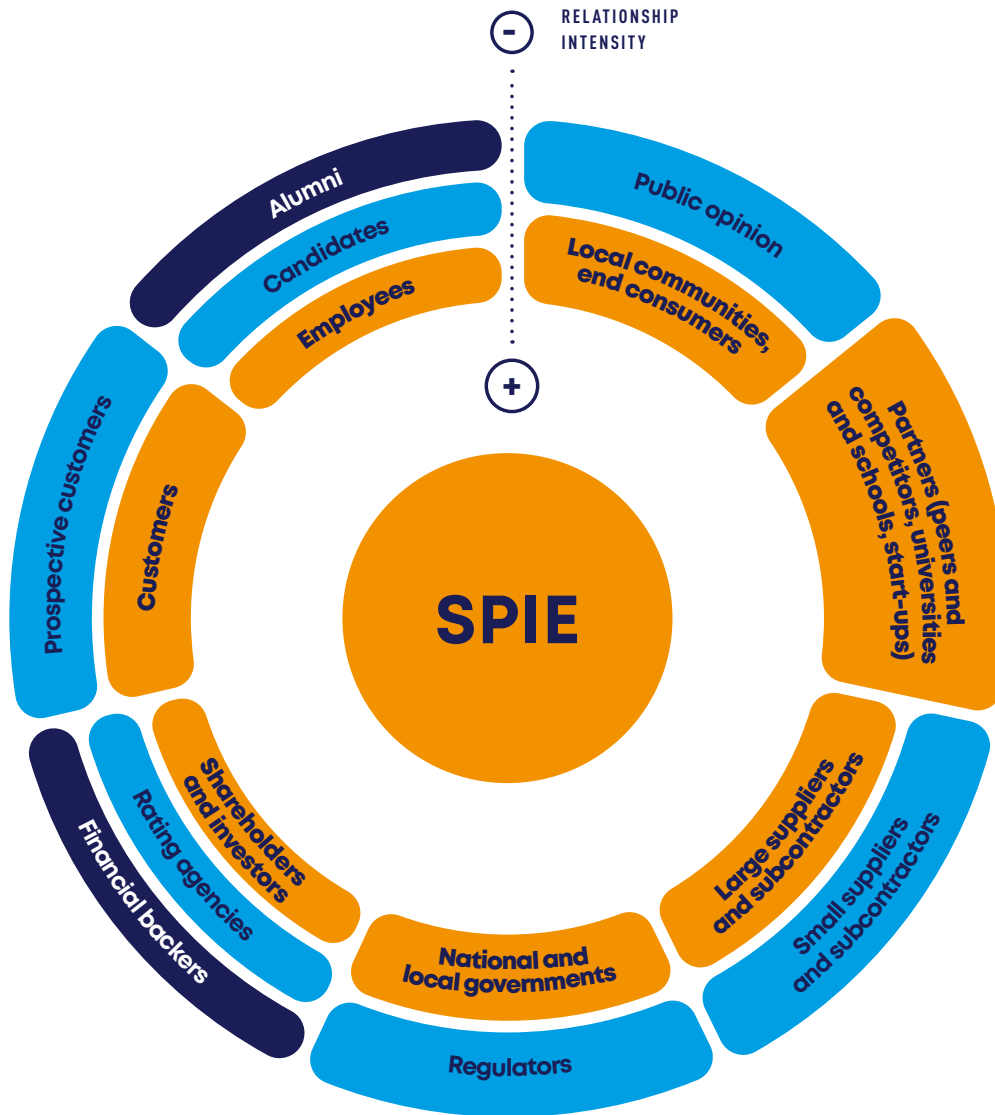 -
RELATIONSHIP
INTENSITY
Alumni
Candidates
Employees
+
Public opinion
Local communities,
end consumers
Partners (peers and
competitors, universities
and schools, start-ups)
Prospective customers
Customers
SPIE
Shareholders
and investors
Rating agencies
Financial backers
Large suppliers
and subcontractors
Small suppliers
and subcontractors
National and
local governments
Regulators